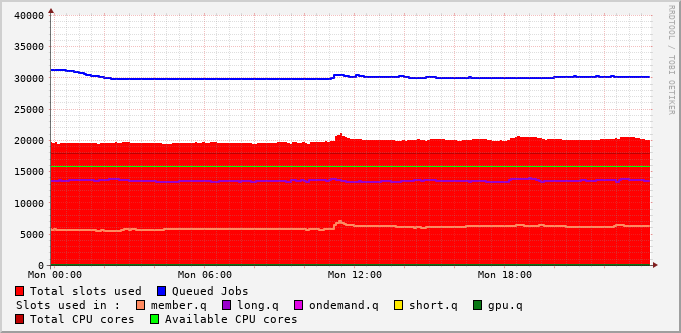 RRDTOOL / TOBI OETIKER
40000
35000
30000
25000
20000
15000
10000
5000
0
Mon 00:00 Mon 06:00 Mon 12:00 Mon 18:00
Total slots used Queued Jobs
Slots used in : member.q long.q ondemand.q short.q gpu.q
Total CPU cores Available CPU cores